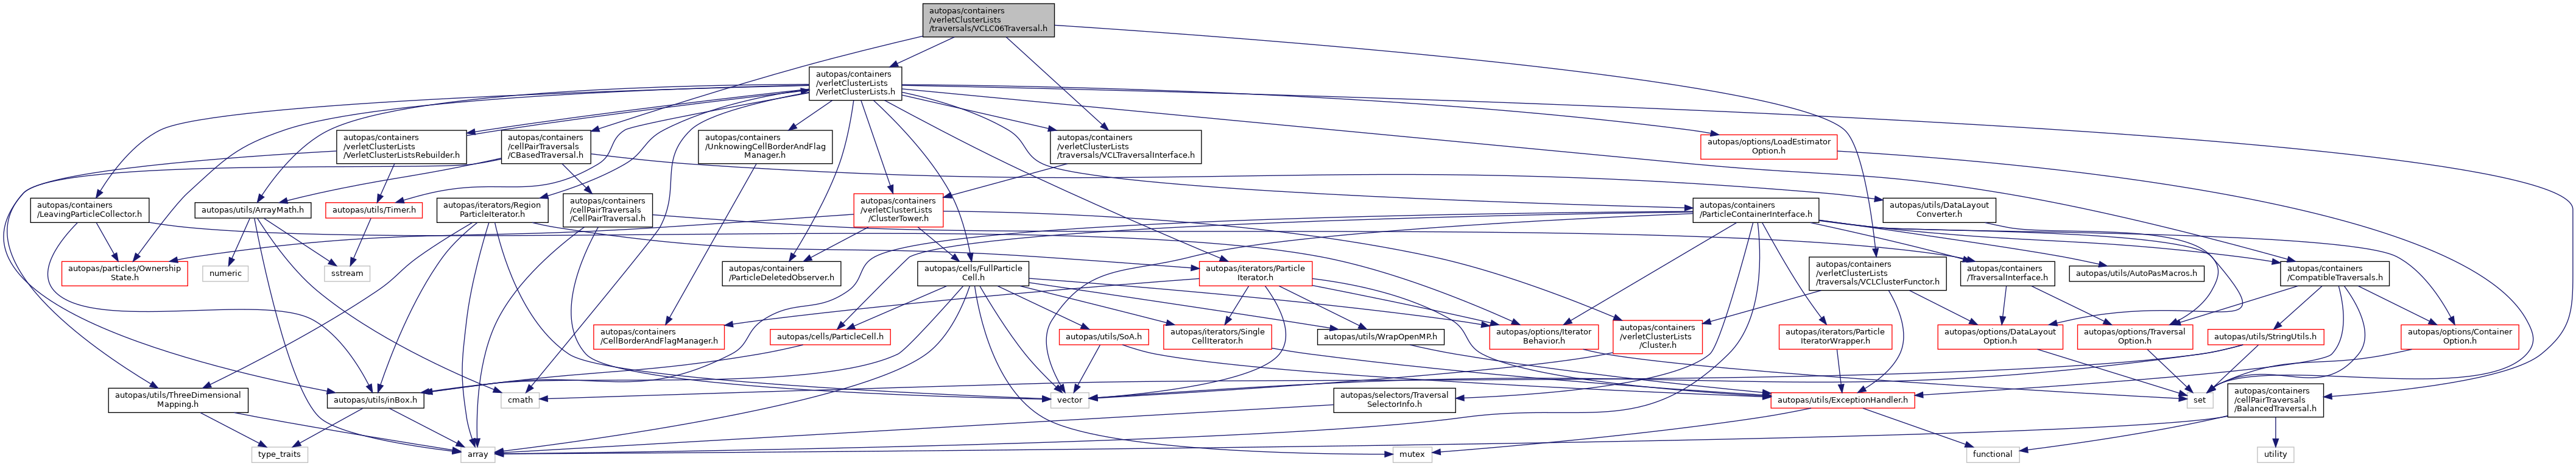 autopas/containers
/verletClusterLists
/traversals/VCLC06Traversal.h
autopas/containers
/verletClusterLists
/VerletClusterLists.h
autopas/containers
/verletClusterLists
/VerletClusterListsRebuilder.h
autopas/containers
/cellPairTraversals
/CBasedTraversal.h
autopas/containers
/UnknowingCellBorderAndFlag
Manager.h
autopas/containers
/verletClusterLists
/traversals/VCLTraversalInterface.h
autopas/options/LoadEstimator
Option.h
autopas/containers
/LeavingParticleCollector.h
autopas/utils/ArrayMath.h
autopas/utils/Timer.h
autopas/iterators/Region
ParticleIterator.h
autopas/containers
/cellPairTraversals
/CellPairTraversal.h
autopas/containers
/verletClusterLists
/ClusterTower.h
autopas/containers
/ParticleContainerInterface.h
autopas/utils/DataLayout
Converter.h
autopas/particles/Ownership
State.h
numeric
sstream
autopas/containers
/ParticleDeletedObserver.h
autopas/cells/FullParticle
Cell.h
autopas/iterators/Particle
Iterator.h
autopas/containers
/verletClusterLists
/traversals/VCLClusterFunctor.h
autopas/containers
/TraversalInterface.h
autopas/utils/AutoPasMacros.h
autopas/containers
/CompatibleTraversals.h
autopas/containers
/CellBorderAndFlagManager.h
autopas/cells/ParticleCell.h
autopas/utils/SoA.h
autopas/iterators/Single
CellIterator.h
autopas/utils/WrapOpenMP.h
autopas/options/Iterator
Behavior.h
autopas/containers
/verletClusterLists
/Cluster.h
autopas/iterators/Particle
IteratorWrapper.h
autopas/options/DataLayout
Option.h
autopas/options/Traversal
Option.h
autopas/utils/StringUtils.h
autopas/options/Container
Option.h
autopas/utils/ThreeDimensional
Mapping.h
autopas/utils/inBox.h
cmath
vector
autopas/selectors/Traversal
SelectorInfo.h
autopas/utils/ExceptionHandler.h
set
autopas/containers
/cellPairTraversals
/BalancedTraversal.h
type_traits
array
mutex
functional
utility